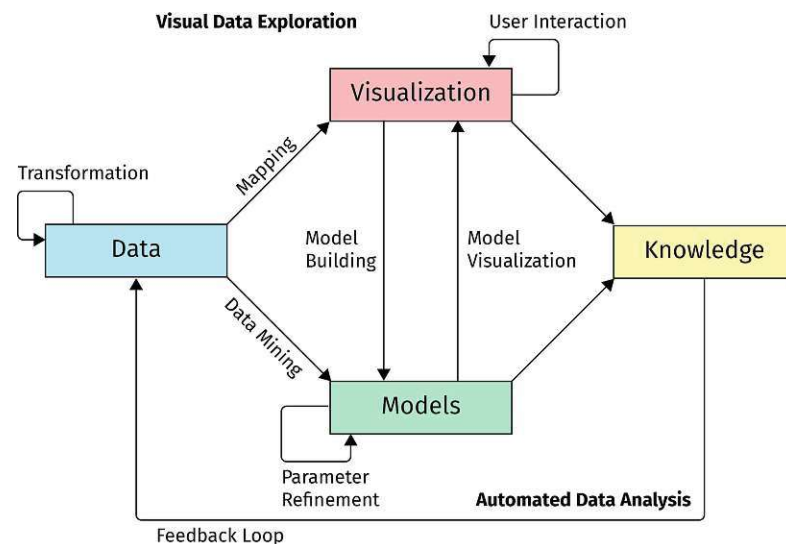 Visual Data Exploration
User Interaction
Visualization
Transformation
Mapping
Data
Model
Building
Model
Visualization
Knowledge
Data Mining
Models
Parameter
Refinement
Automated Data Analysis
Feedback Loop